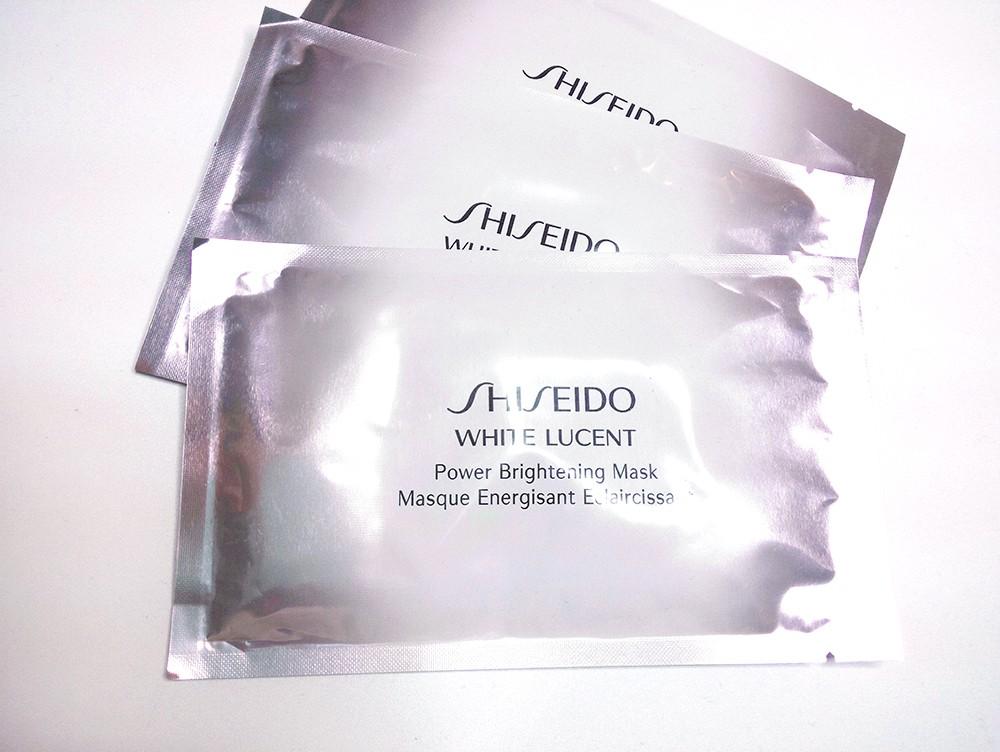 SHISEIDO
SHISEIDO
SHISEIDO
WHITE LUCENT
Power Brightening Mask
Masque Energisant